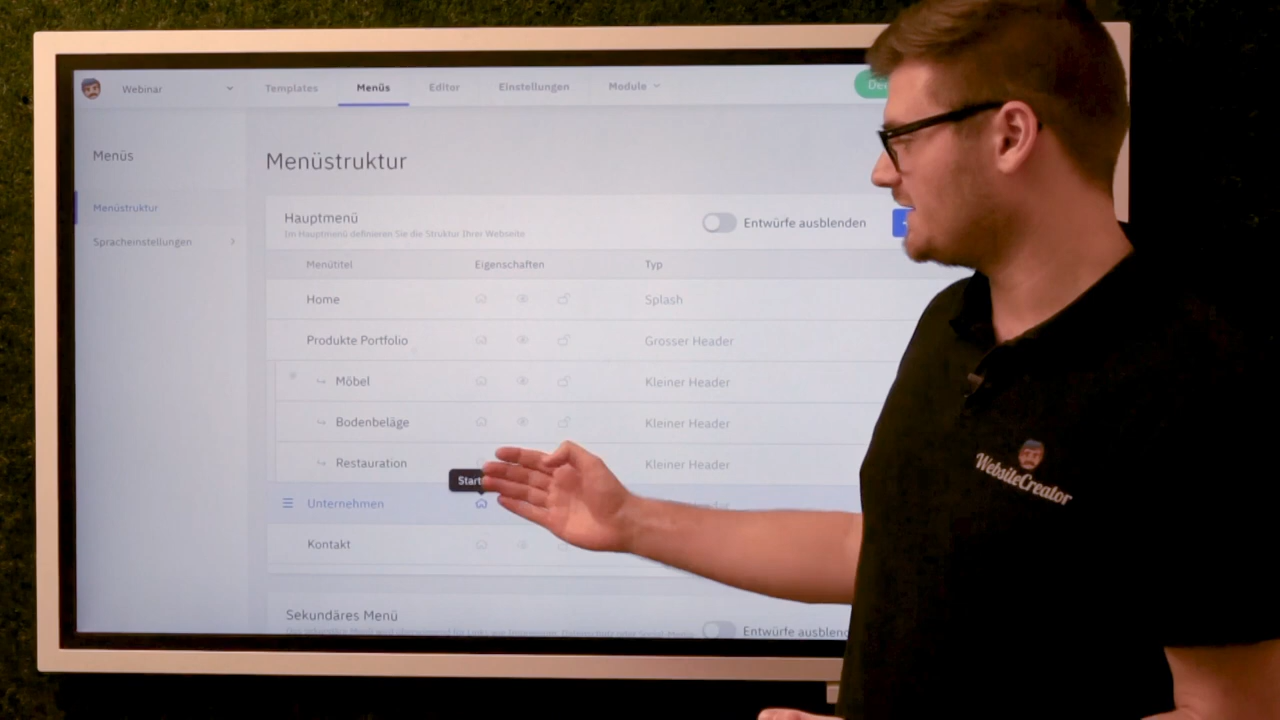 Webinar
Templates
Menüs
Editor
Einstellungen
Module
De
Menüs
Menüstruktur
Spracheinstellungen
Menüstruktur
Hauptmenü
Im Hauptmenü definieren Sie die Struktur Ihrer Webseite
Entwürfe ausblenden
Menütitel Eigenschaften Typ
Home Splash
Produkte Portfolio Grosser Header
Möbel Kleiner Header
Bodenbeläge Kleiner Header
Restauration Kleiner Header
Start
Unternehmen
Kontakt
Sekundäres Menü
Entwürfe ausblend
WebsiteCreator